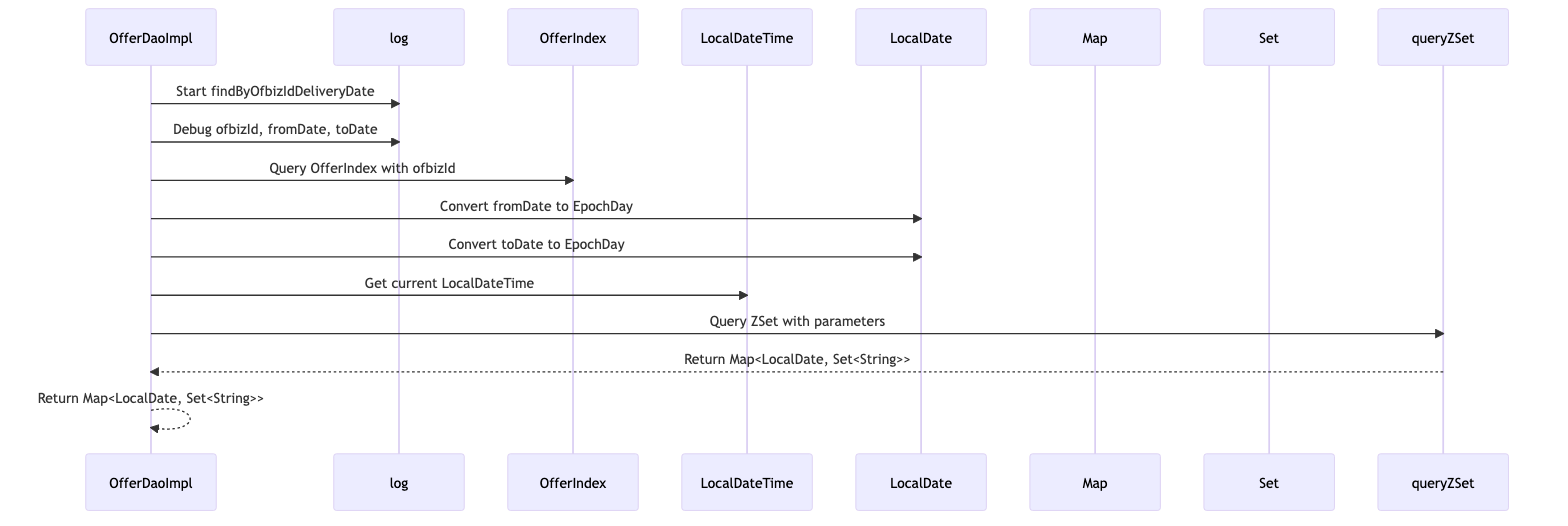 OfferDaoImpl
log
OfferIndex
LocalDateTime
LocalDate
Map
Set
queryZSet
Start findByOfbizIdDeliveryDate
Debug ofbizId, fromDate, toDate
Query OfferIndex with ofbizId
Convert fromDate to EpochDay
Convert toDate to EpochDay
Get current LocalDateTime
Query ZSet with parameters
Return Map<LocalDate, Set<String>>
Return Map<LocalDate, Set<String>>
OfferDaoImpl
log
OfferIndex
LocalDateTime
LocalDate
Map
Set
queryZSet